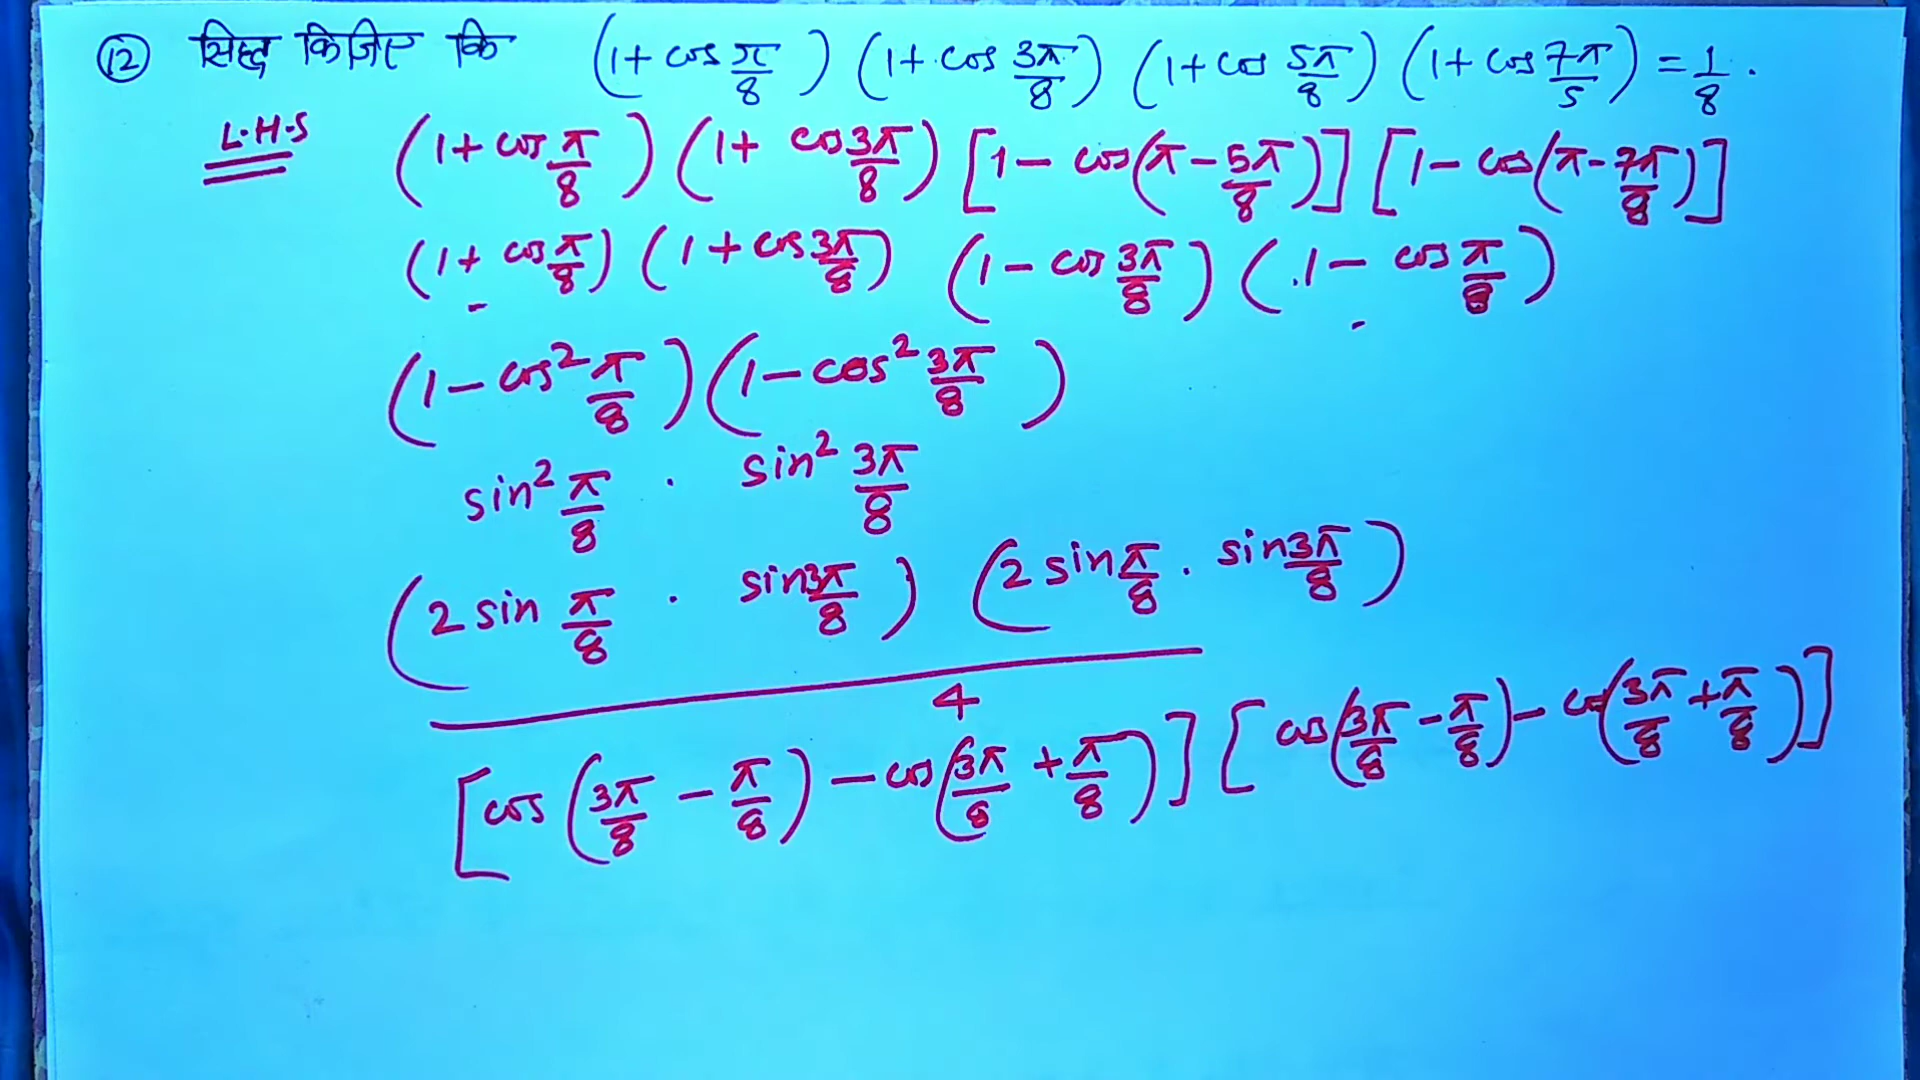 ⑫ सिद्ध किजिए कि (1+cos π/8) (1+cos 3π/8) (1+cos 5π/8) (1+cos 7π/5) = 1/8.
L.H.S (1+cos π/8) (1+ cos 3π/8) [1- cos(π-5π/8)] [1- cos(π-7π/8)]
(1+ cos π/8) (1+cos 3π/8) (1- cos 3π/8) (1- cos π/8)
(1-cos² π/8) (1-cos² 3π/8)
sin² π/8 . sin² 3π/8
(2 sin π/8 . sin 3π/8) (2 sin π/8 . sin 3π/8)
4
[cos (3π/8 - π/8) - cos(3π/8 + π/8)] [cos(3π/8 - π/8) - cos(3π/8 + π/8)]